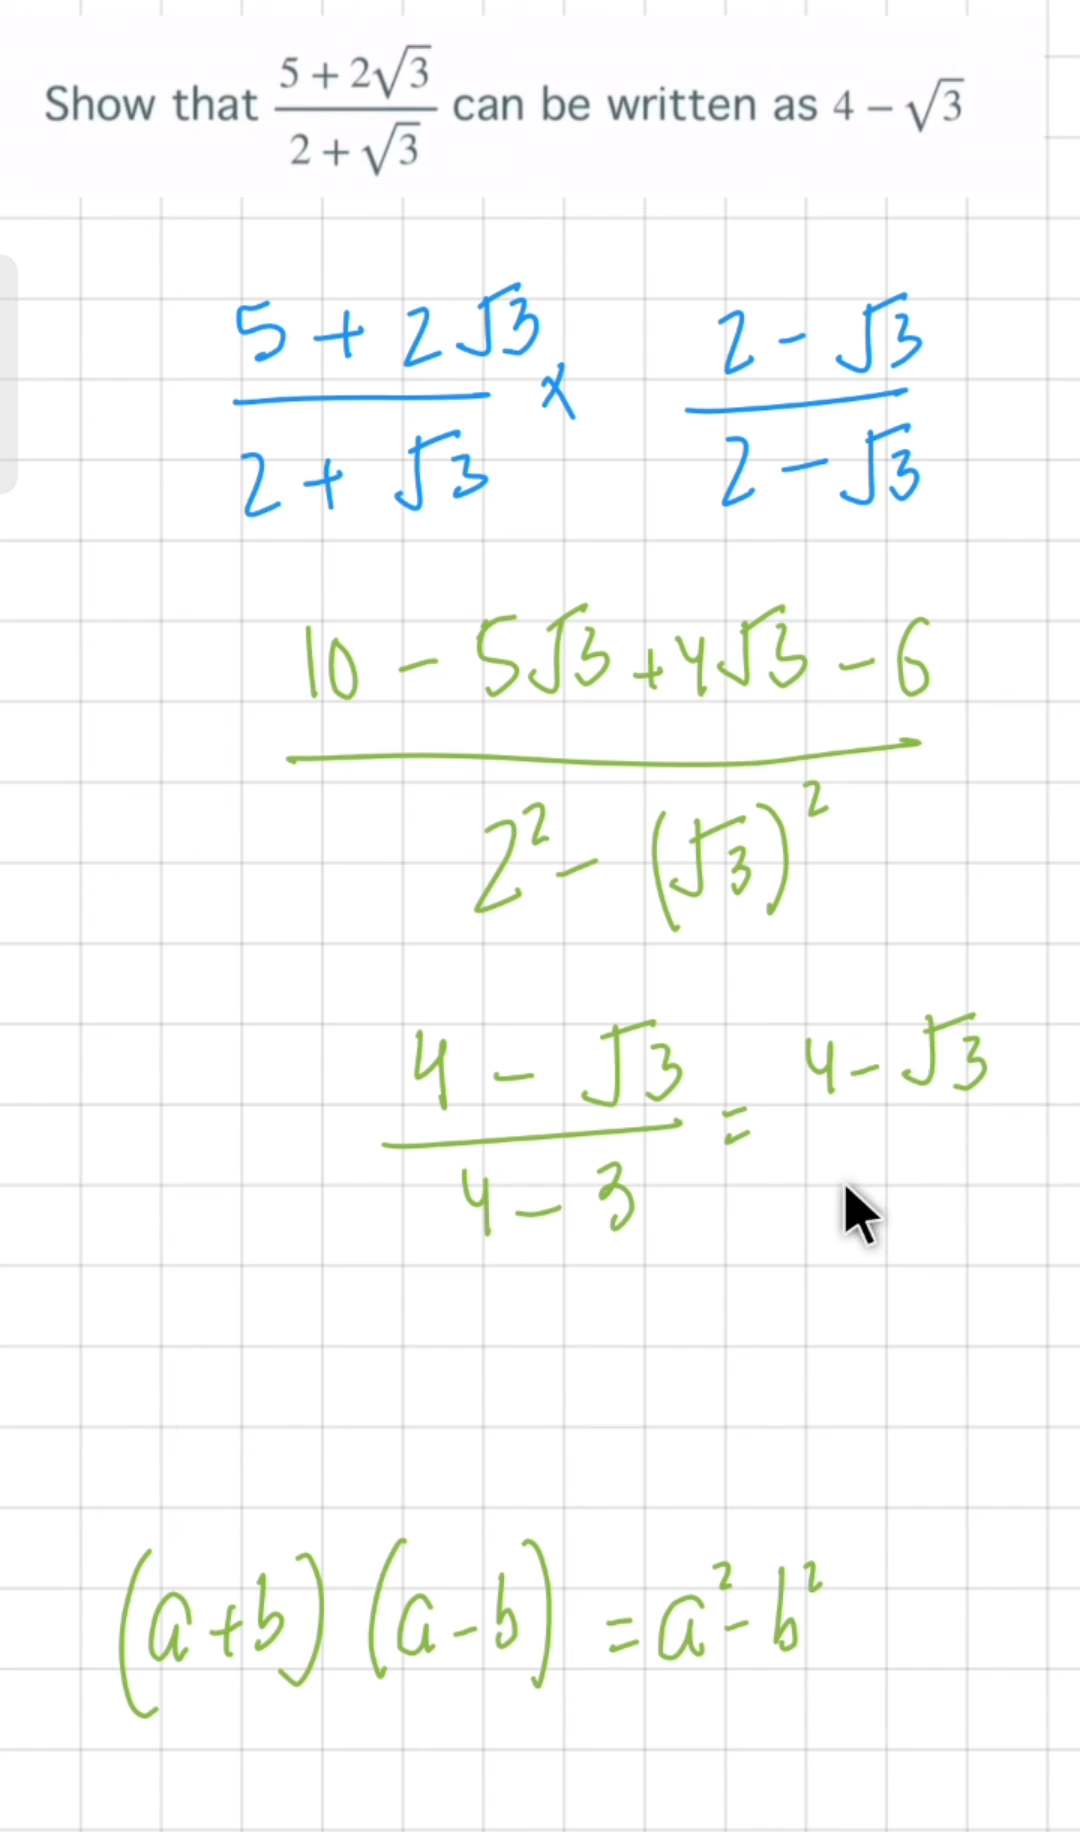 Show that (5 + 2√3)/(2 + √3) can be written as 4 − √3
5 + 2√3 x 2 - √3
2 + √3 2 - √3
10 - 5√3 + 4√3 - 6
2² - (√3)²
4 - √3 = 4 - √3
4 - 3
(a + b) (a - b) = a² - b²